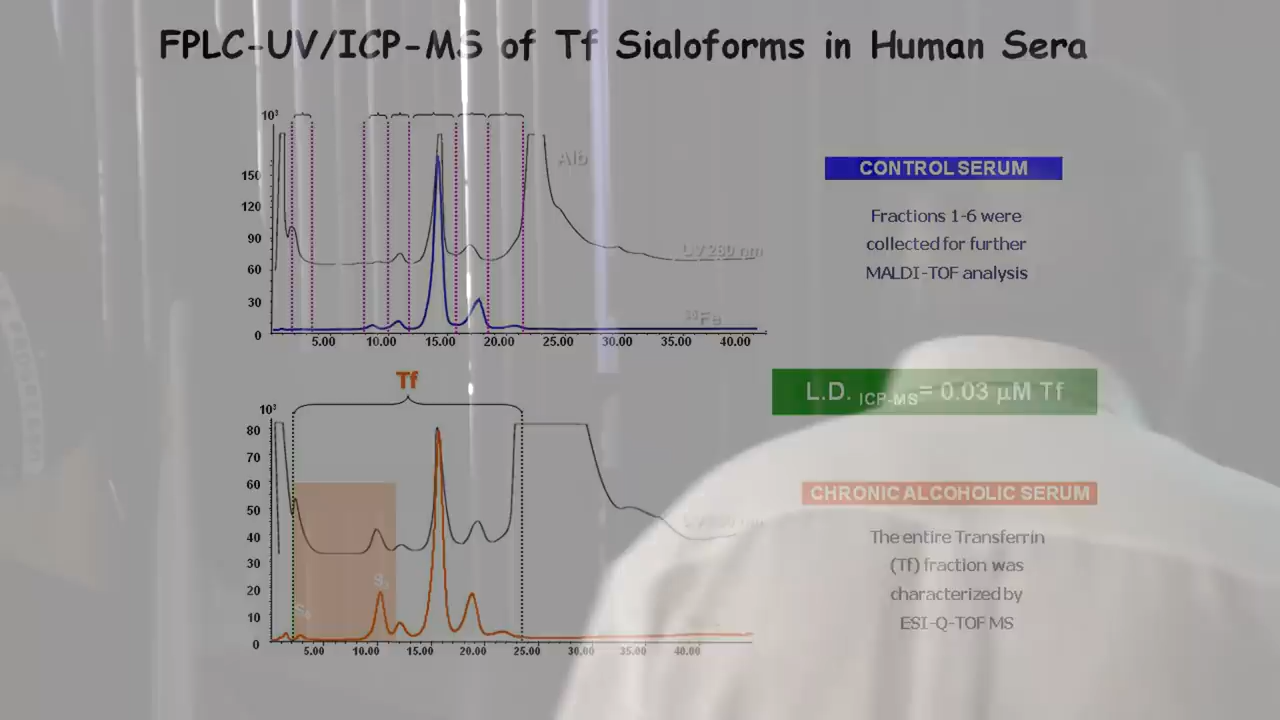 FPLC-UV/ICP-MS of Tf Sialoforms in Human Sera
10³
150
120
90
60
30
0
Alb
UV 280 nm
5.00 10.00 15.00 20.00 25.00 30.00 35.00 40.00
CONTROL SERUM
Fractions 1-6 were
collected for further
MALDI-TOF analysis
L.D. ICP-MS = 0.03 µM Tf
Tf
10³
80
70
60
50
40
30
20
10
0
5.00 10.00 15.00 20.00 25.00 30.00 35.00 40.00
CHRONIC ALCOHOLIC SERUM
The entire Transferrin
(Tf) fraction was
characterized by
ESI-Q-TOF MS